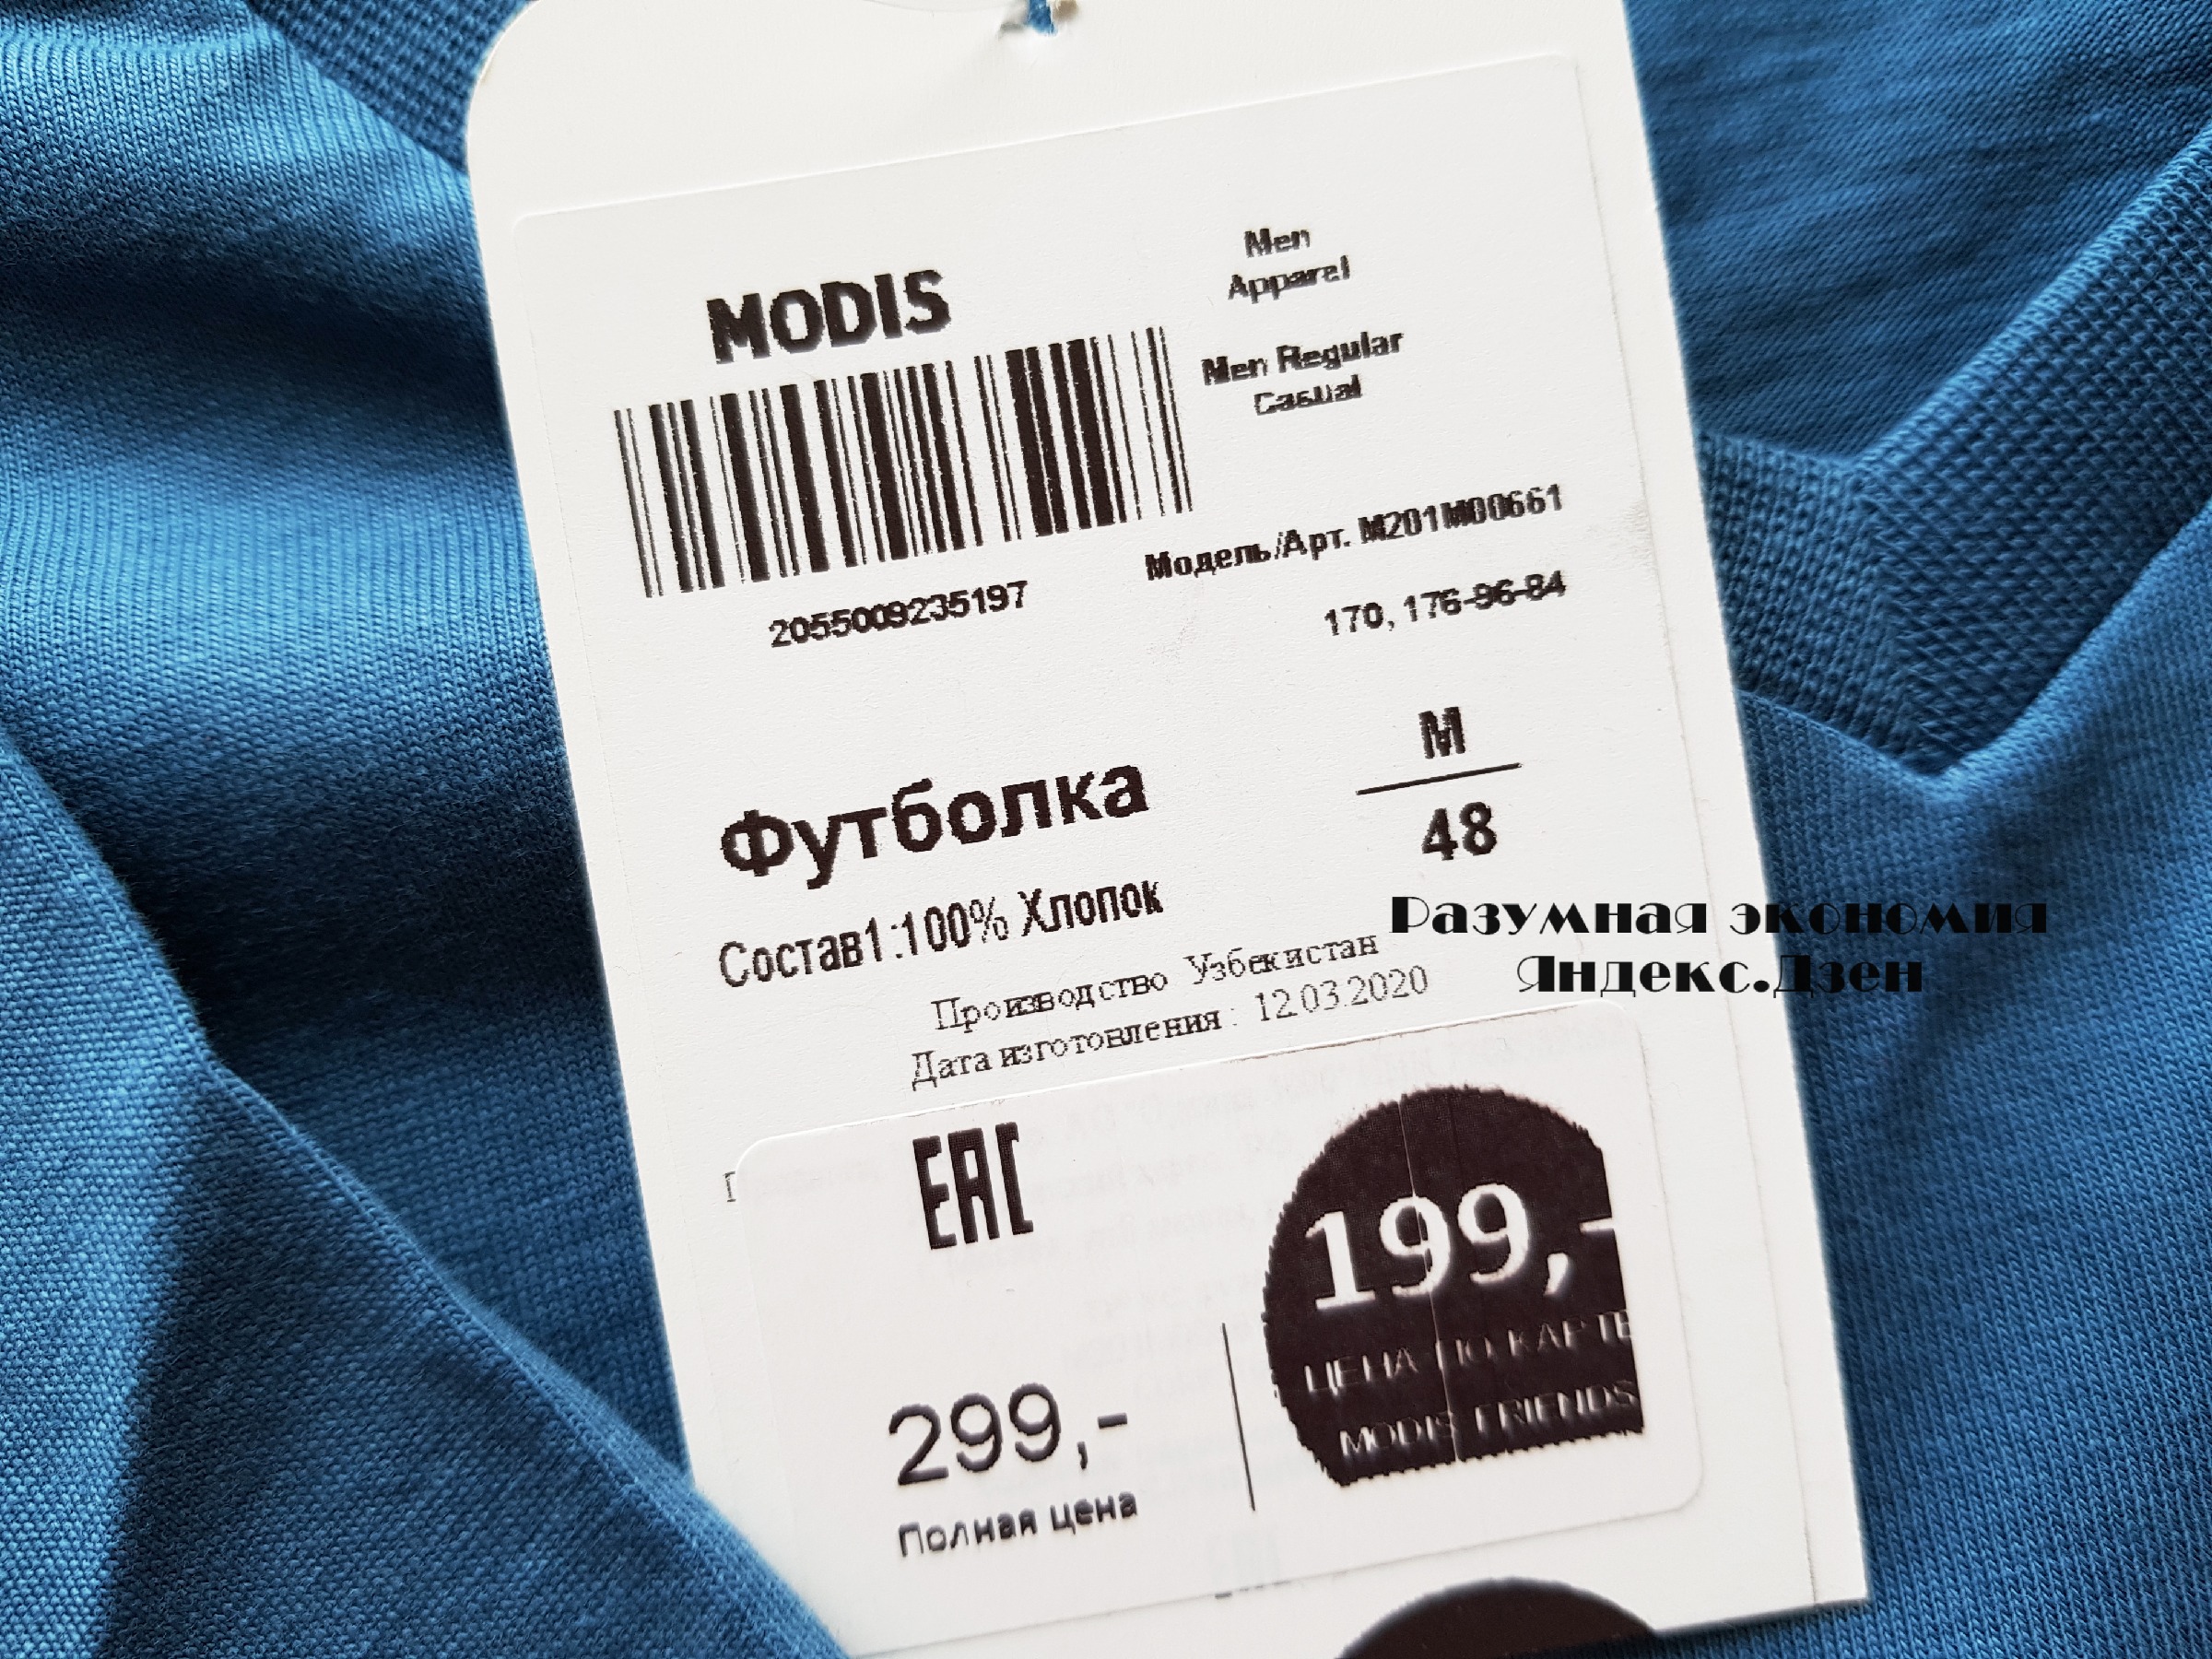 MODIS
Men
Apparel
Men Regular
Casual
2055009235197
Модель/Арт. M201M00661
170, 176-96-84
M
48
Футболка
Состав1:100% Хлопок
Производство Узбекистан
Дата изготовления: 12.03.2020
Разумная экономия
Яндекс.Дзен
EAC
199,-
ЦЕНА ПО КАРТЕ
MODIS FRIENDS
299,-
Полная цена